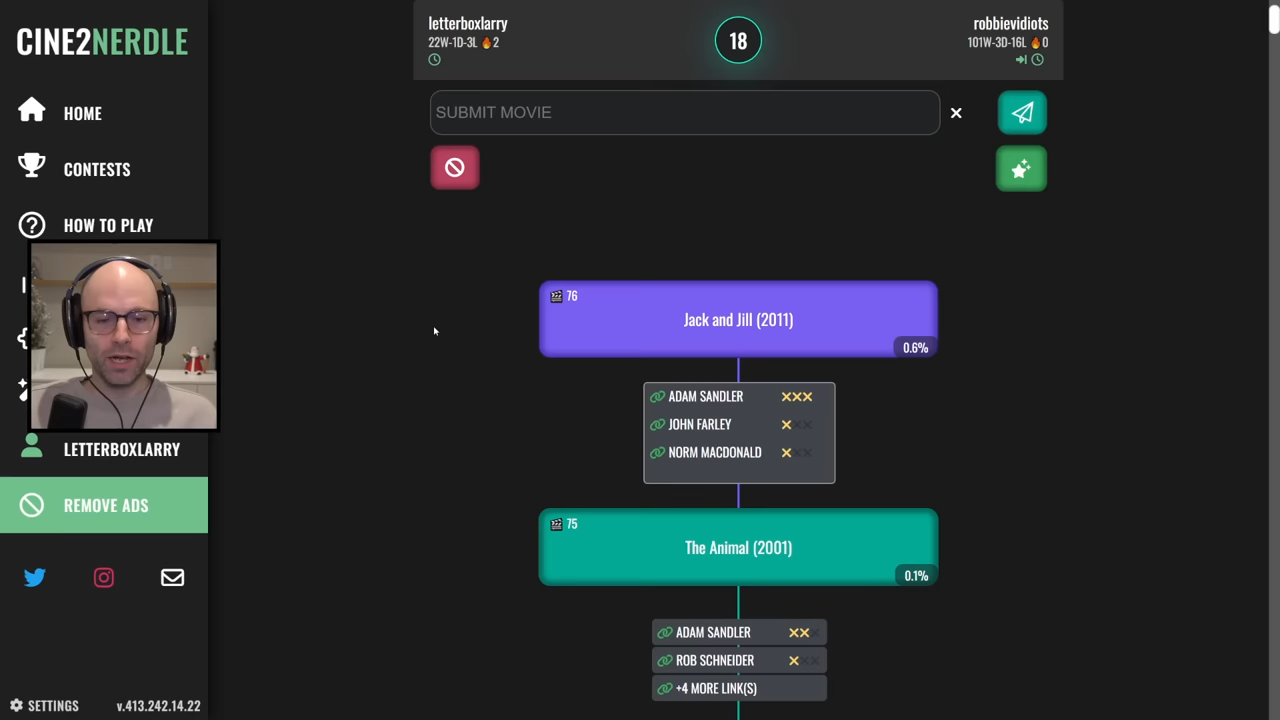 CINE2NERDLE
HOME
CONTESTS
HOW TO PLAY
LETTERBOXLARRY
REMOVE ADS
SETTINGS
v.413.242.14.22
letterboxlarry
22W-1D-3L 🔥2
18
robbievidiots
101W-3D-16L 🔥0
SUBMIT MOVIE
76
Jack and Jill (2011)
0.6%
ADAM SANDLER
JOHN FARLEY
NORM MACDONALD
75
The Animal (2001)
0.1%
ADAM SANDLER
ROB SCHNEIDER
+4 MORE LINK(S)